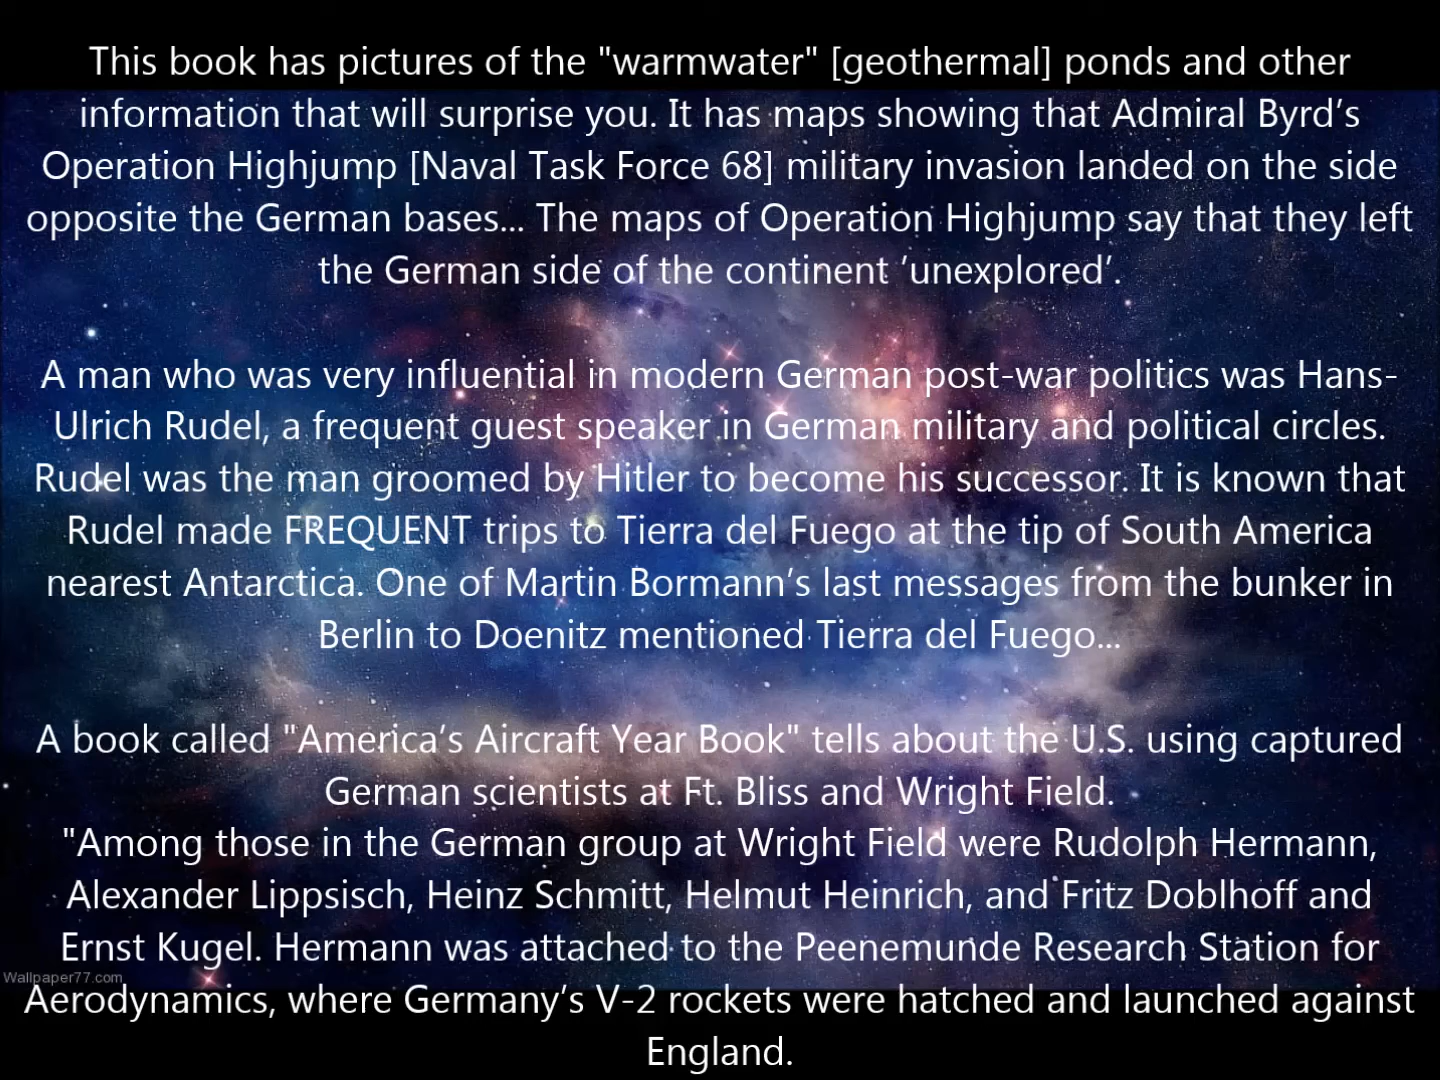 This book has pictures of the "warmwater" [geothermal] ponds and other
information that will surprise you. It has maps showing that Admiral Byrd’s
Operation Highjump [Naval Task Force 68] military invasion landed on the side
opposite the German bases... The maps of Operation Highjump say that they left
the German side of the continent ’unexplored’.
A man who was very influential in modern German post-war politics was Hans-
Ulrich Rudel, a frequent guest speaker in German military and political circles.
Rudel was the man groomed by Hitler to become his successor. It is known that
Rudel made FREQUENT trips to Tierra del Fuego at the tip of South America
nearest Antarctica. One of Martin Bormann’s last messages from the bunker in
Berlin to Doenitz mentioned Tierra del Fuego...
A book called "America’s Aircraft Year Book" tells about the U.S. using captured
German scientists at Ft. Bliss and Wright Field.
"Among those in the German group at Wright Field were Rudolph Hermann,
Alexander Lippsisch, Heinz Schmitt, Helmut Heinrich, and Fritz Doblhoff and
Ernst Kugel. Hermann was attached to the Peenemunde Research Station for
Wallpaper77.com
Aerodynamics, where Germany’s V-2 rockets were hatched and launched against
England.